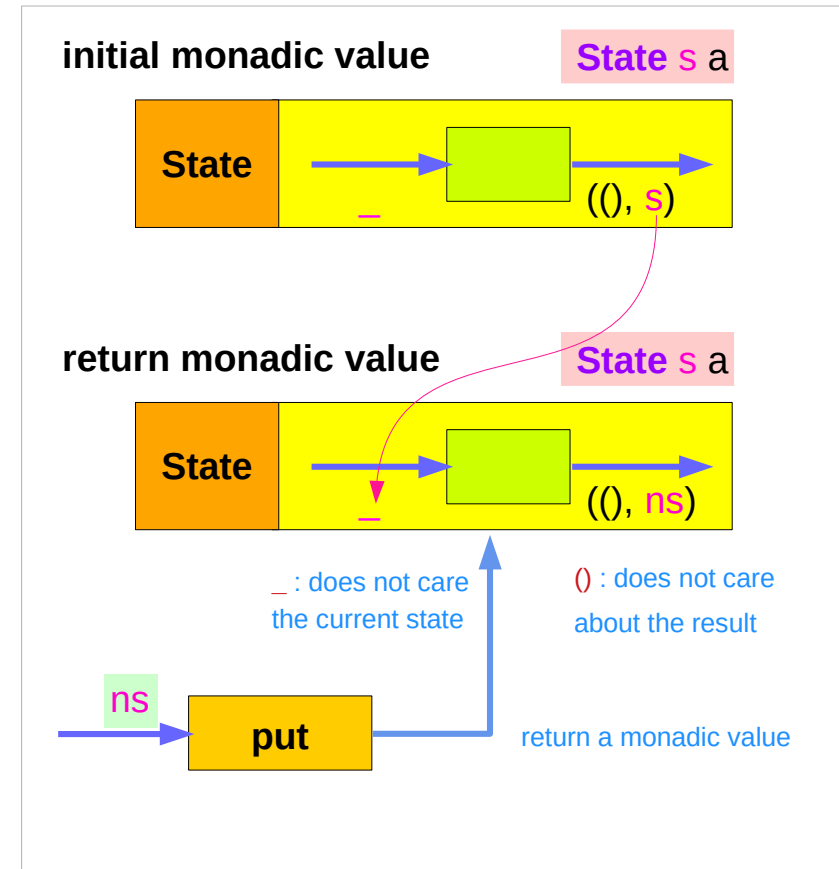 initial monadic value State s a
State
_ ((), s)
return monadic value State s a
State
_ ((), ns)
_ : does not care
the current state
() : does not care
about the result
ns
put
return a monadic value